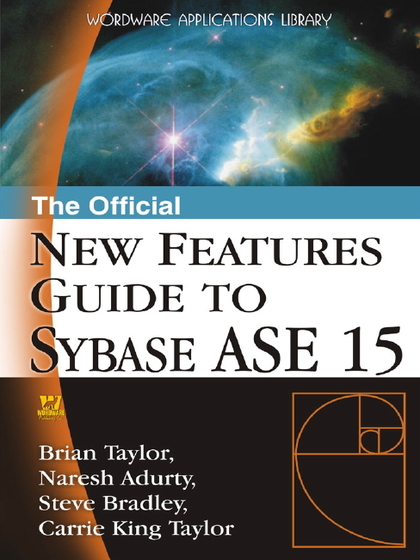 WORDWARE APPLICATIONS LIBRARY
The Official
NEW FEATURES
GUIDE TO
SYBASE ASE 15
WORDWARE
Brian Taylor,
Naresh Adurty,
Steve Bradley,
Carrie King Taylor